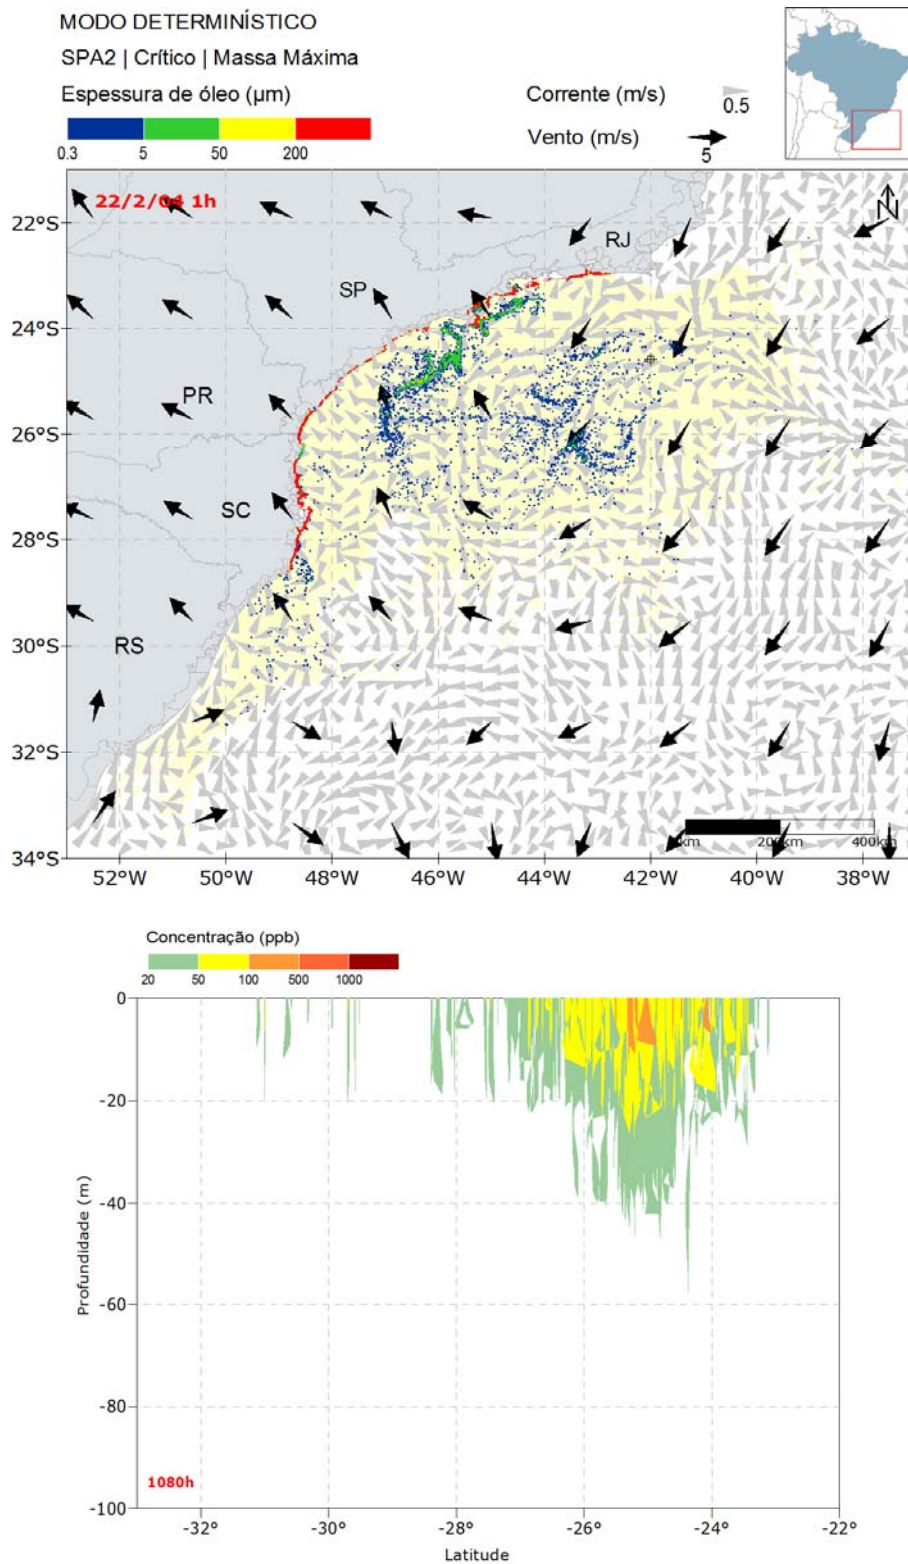 MODO DETERMINÍSTICO
SPA2 | Crítico | Massa Máxima
Espessura de óleo (µm)
0.3 5 50 200
Corrente (m/s) 0.5
Vento (m/s) 5
22/2/04 1h
N
22°S
24°S
26°S
28°S
30°S
32°S
34°S
RJ
SP
PR
SC
RS
200km 400km
52°W 50°W 48°W 46°W 44°W 42°W 40°W 38°W
Concentração (ppb)
20 50 100 500 1000
0
-20
-40
-60
-80
-100
Profundidade (m)
1080h
-32° -30° -28° -26° -24° -22°
Latitude